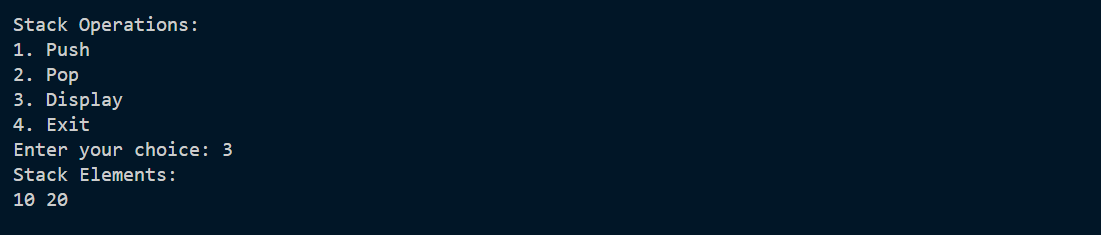 Stack Operations:
1. Push
2. Pop
3. Display
4. Exit
Enter your choice: 3
Stack Elements:
10 20